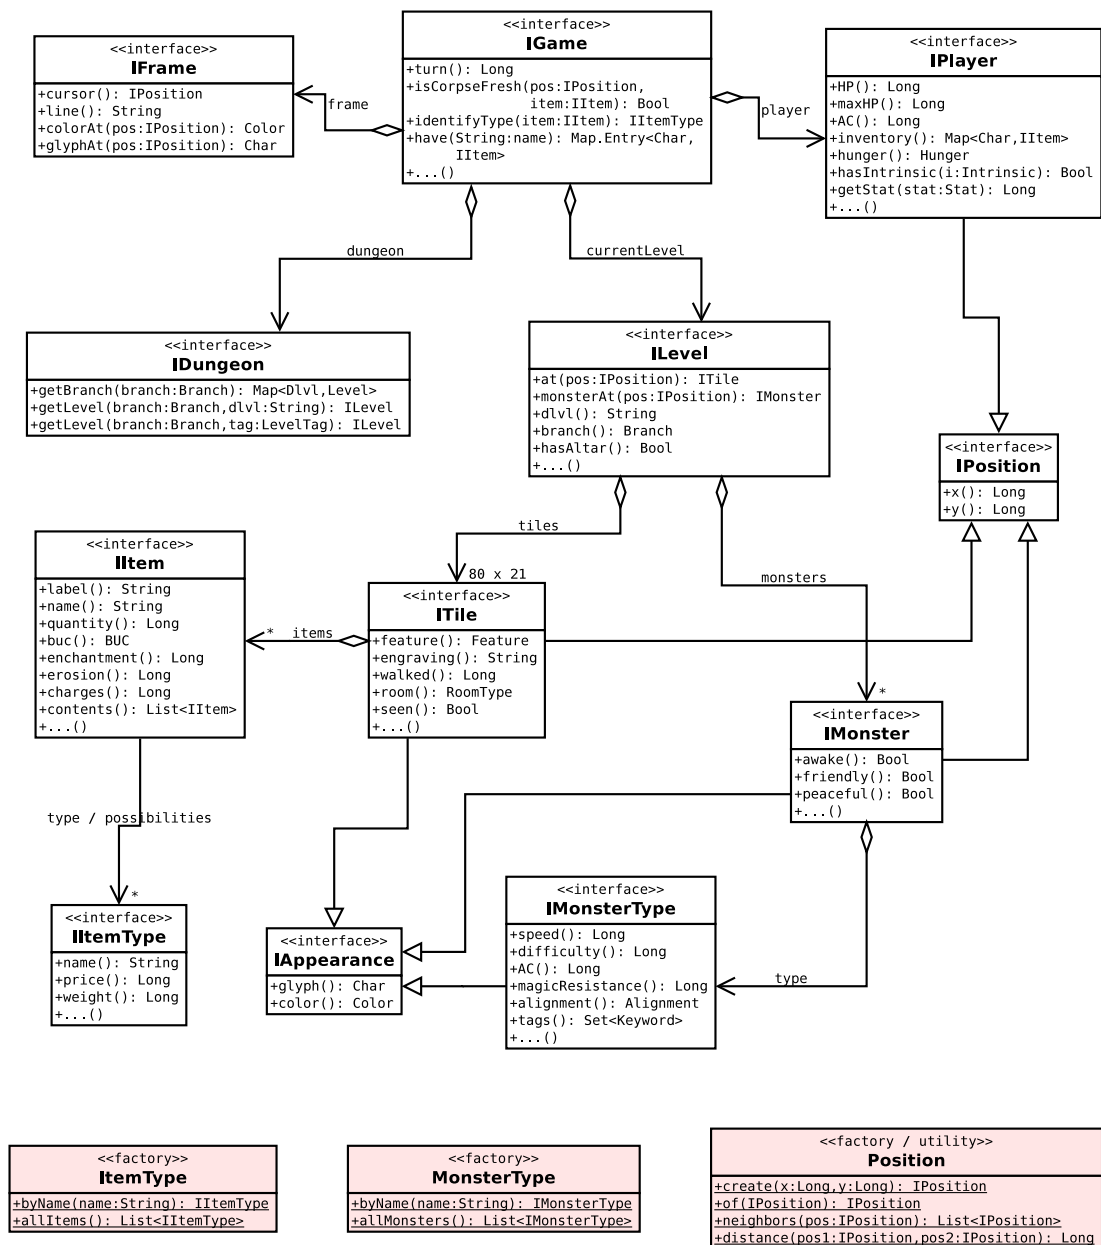 <<interface>>
IFrame
+cursor(): IPosition
+line(): String
+colorAt(pos:IPosition): Color
+glyphAt(pos:IPosition): Char
frame
<<interface>>
IGame
+turn(): Long
+isCorpseFresh(pos:IPosition,
item:IItem): Bool
+identifyType(item:IItem): IItemType
+have(String:name): Map.Entry<Char,
IItem>
+...()
player
<<interface>>
IPlayer
+HP(): Long
+maxHP(): Long
+AC(): Long
+inventory(): Map<Char,IItem>
+hunger(): Hunger
+hasIntrinsic(i:Intrinsic): Bool
+getStat(stat:Stat): Long
+...()
dungeon
currentLevel
<<interface>>
IDungeon
+getBranch(branch:Branch): Map<Dlvl,Level>
+getLevel(branch:Branch,dlvl:String): ILevel
+getLevel(branch:Branch,tag:LevelTag): ILevel
<<interface>>
ILevel
+at(pos:IPosition): ITile
+monsterAt(pos:IPosition): IMonster
+dlvl(): String
+branch(): Branch
+hasAltar(): Bool
+...()
<<interface>>
IPosition
+x(): Long
+y(): Long
tiles
80 x 21
monsters
*
<<interface>>
IItem
+label(): String
+name(): String
+quantity(): Long
+buc(): BUC
+enchantment(): Long
+erosion(): Long
+charges(): Long
+contents(): List<IItem>
+...()
* items
<<interface>>
ITile
+feature(): Feature
+engraving(): String
+walked(): Long
+room(): RoomType
+seen(): Bool
+...()
<<interface>>
IMonster
+awake(): Bool
+friendly(): Bool
+peaceful(): Bool
+...()
type / possibilities
*
<<interface>>
IItemType
+name(): String
+price(): Long
+weight(): Long
+...()
<<interface>>
IAppearance
+glyph(): Char
+color(): Color
<<interface>>
IMonsterType
+speed(): Long
+difficulty(): Long
+AC(): Long
+magicResistance(): Long
+alignment(): Alignment
+tags(): Set<Keyword>
+...()
type
<<factory>>
ItemType
+byName(name:String): IItemType
+allItems(): List<IItemType>
<<factory>>
MonsterType
+byName(name:String): IMonsterType
+allMonsters(): List<IMonsterType>
<<factory / utility>>
Position
+create(x:Long,y:Long): IPosition
+of(IPosition): IPosition
+neighbors(pos:IPosition): List<IPosition>
+distance(pos1:IPosition,pos2:IPosition): Long